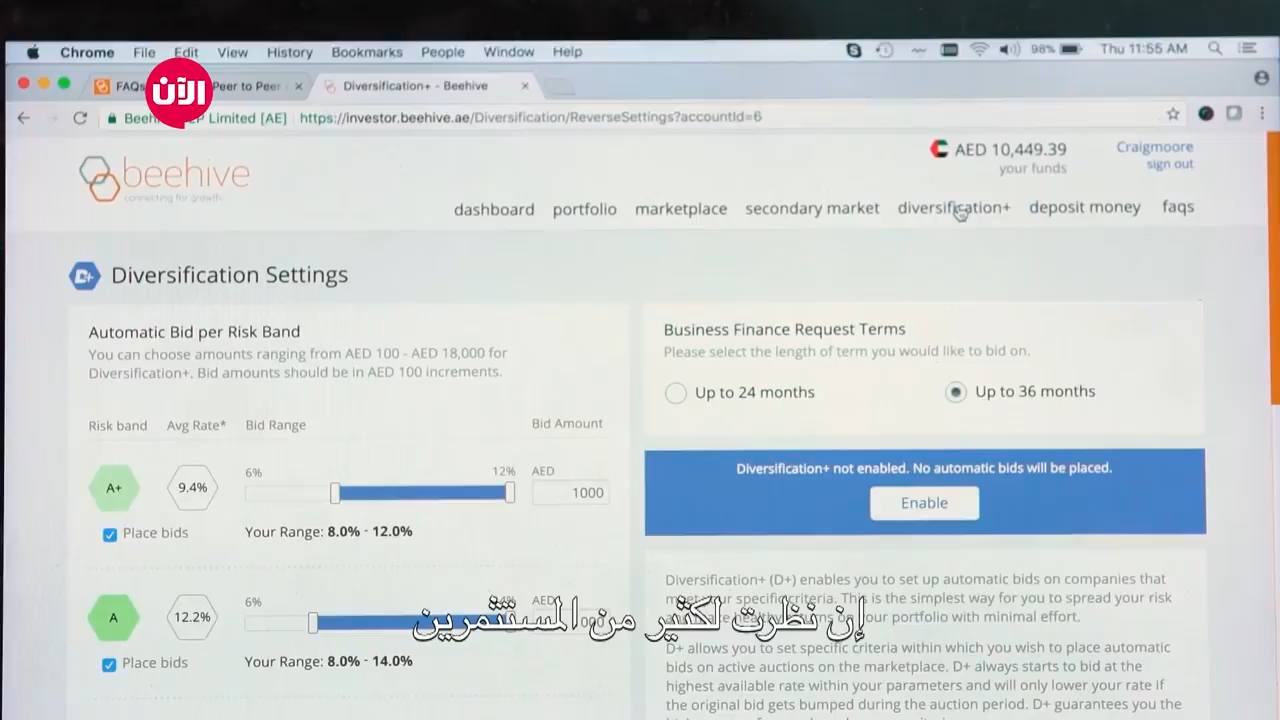 Chrome File Edit View History Bookmarks People Window Help 98% Thu 11:55 AM
FAQs الآن Peer to Peer Diversification+ - Beehive
Limited [AE] https://investor.beehive.ae/Diversification/ReverseSettings?accountId=6
beehive
connecting for growth
AED 10,449.39
your funds
Craigmoore
sign out
dashboard portfolio marketplace secondary market diversification+ deposit money faqs
D+ Diversification Settings
Automatic Bid per Risk Band
You can choose amounts ranging from AED 100 - AED 18,000 for
Diversification+. Bid amounts should be in AED 100 increments.
Risk band Avg Rate* Bid Range Bid Amount
6% 12% AED
A+ 9.4% 1000
Place bids Your Range: 8.0% - 12.0%
6% AED
A 12.2%
Place bids Your Range: 8.0% - 14.0%
Business Finance Request Terms
Please select the length of term you would like to bid on.
Up to 24 months Up to 36 months
Diversification+ not enabled. No automatic bids will be placed.
Enable
Diversification+ (D+) enables you to set up automatic bids on companies that
specific criteria. This is the simplest way for you to spread your risk
your portfolio with minimal effort.
D+ allows you to set specific criteria within which you wish to place automatic
bids on active auctions on the marketplace. D+ always starts to bid at the
highest available rate within your parameters and will only lower your rate if
the original bid gets bumped during the auction period. D+ guarantees you the
إن نظرت لكثير من المستثمرين